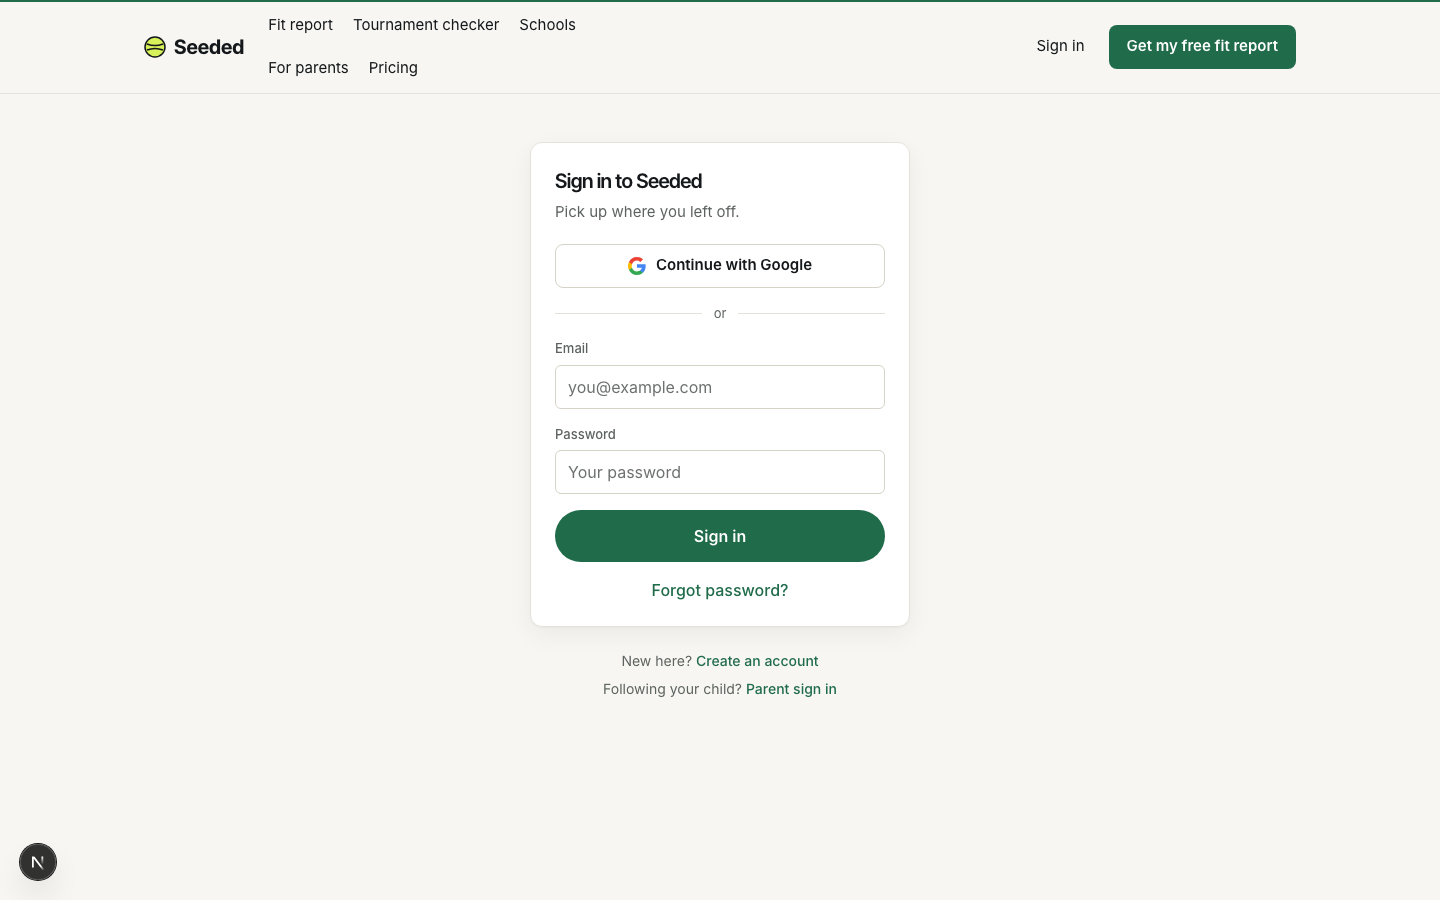 Seeded
Fit report Tournament checker Schools
For parents Pricing
Sign in
Get my free fit report
Sign in to Seeded
Pick up where you left off.
Continue with Google
or
Email
you@example.com
Password
Your password
Sign in
Forgot password?
New here? Create an account
Following your child? Parent sign in
N